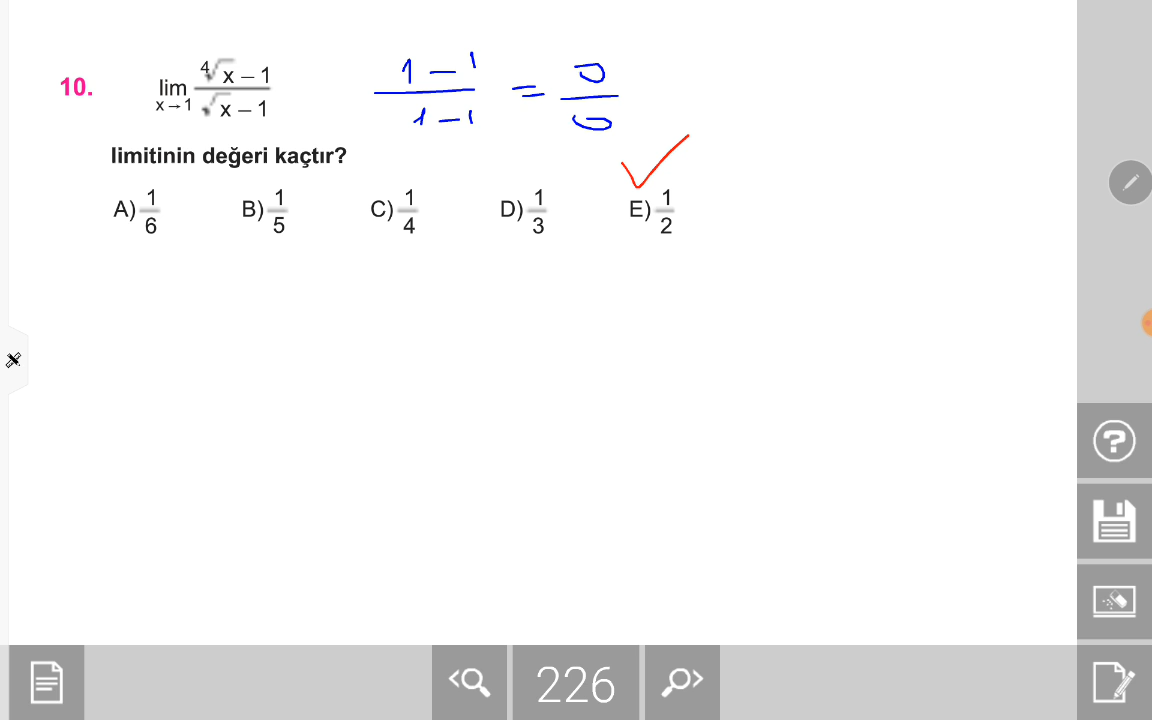 10. lim x→1 (∜x – 1)/(√x – 1) (1 – 1)/(1 – 1) = 0/0
limitinin değeri kaçtır?
A) 1/6 B) 1/5 C) 1/4 D) 1/3 E) 1/2
226